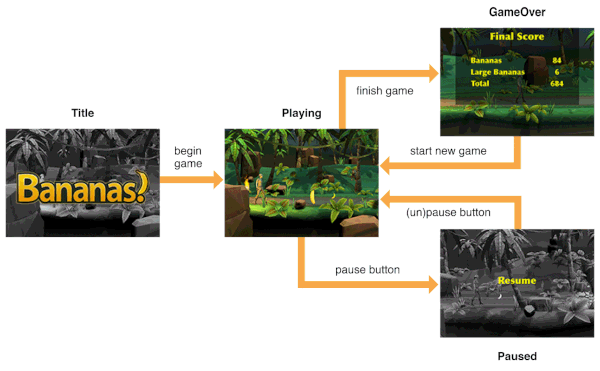 GameOver
Final Score
Bananas 84
Large Bananas 6
Total 684
finish game
Title
Playing
begin
game
start new game
Bananas!
(un)pause button
pause button
Resume
Paused